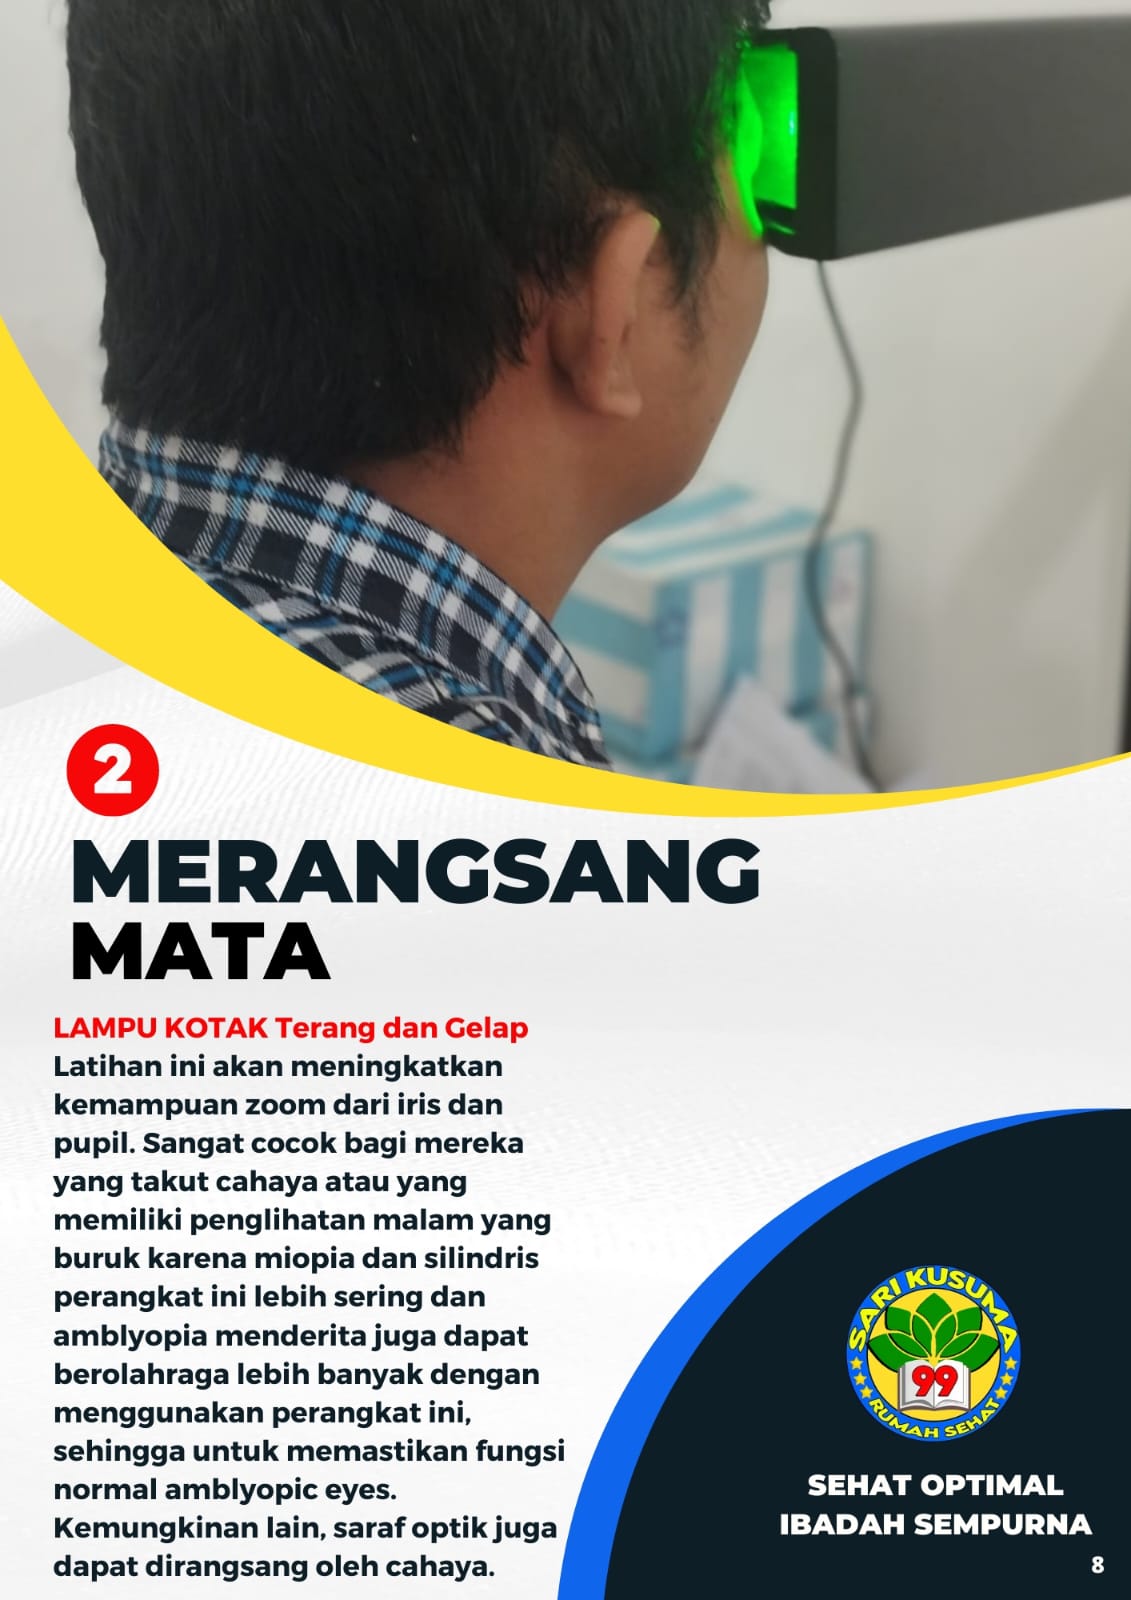 2
MERANGSANG
MATA
LAMPU KOTAK Terang dan Gelap
Latihan ini akan meningkatkan
kemampuan zoom dari iris dan
pupil. Sangat cocok bagi mereka
yang takut cahaya atau yang
memiliki penglihatan malam yang
buruk karena miopia dan silindris
perangkat ini lebih sering dan
amblyopia menderita juga dapat
berolahraga lebih banyak dengan
menggunakan perangkat ini,
sehingga untuk memastikan fungsi
normal amblyopic eyes.
Kemungkinan lain, saraf optik juga
dapat dirangsang oleh cahaya.
SARI KUSUMA
99
RUMAH SEHAT
SEHAT OPTIMAL
IBADAH SEMPURNA
8